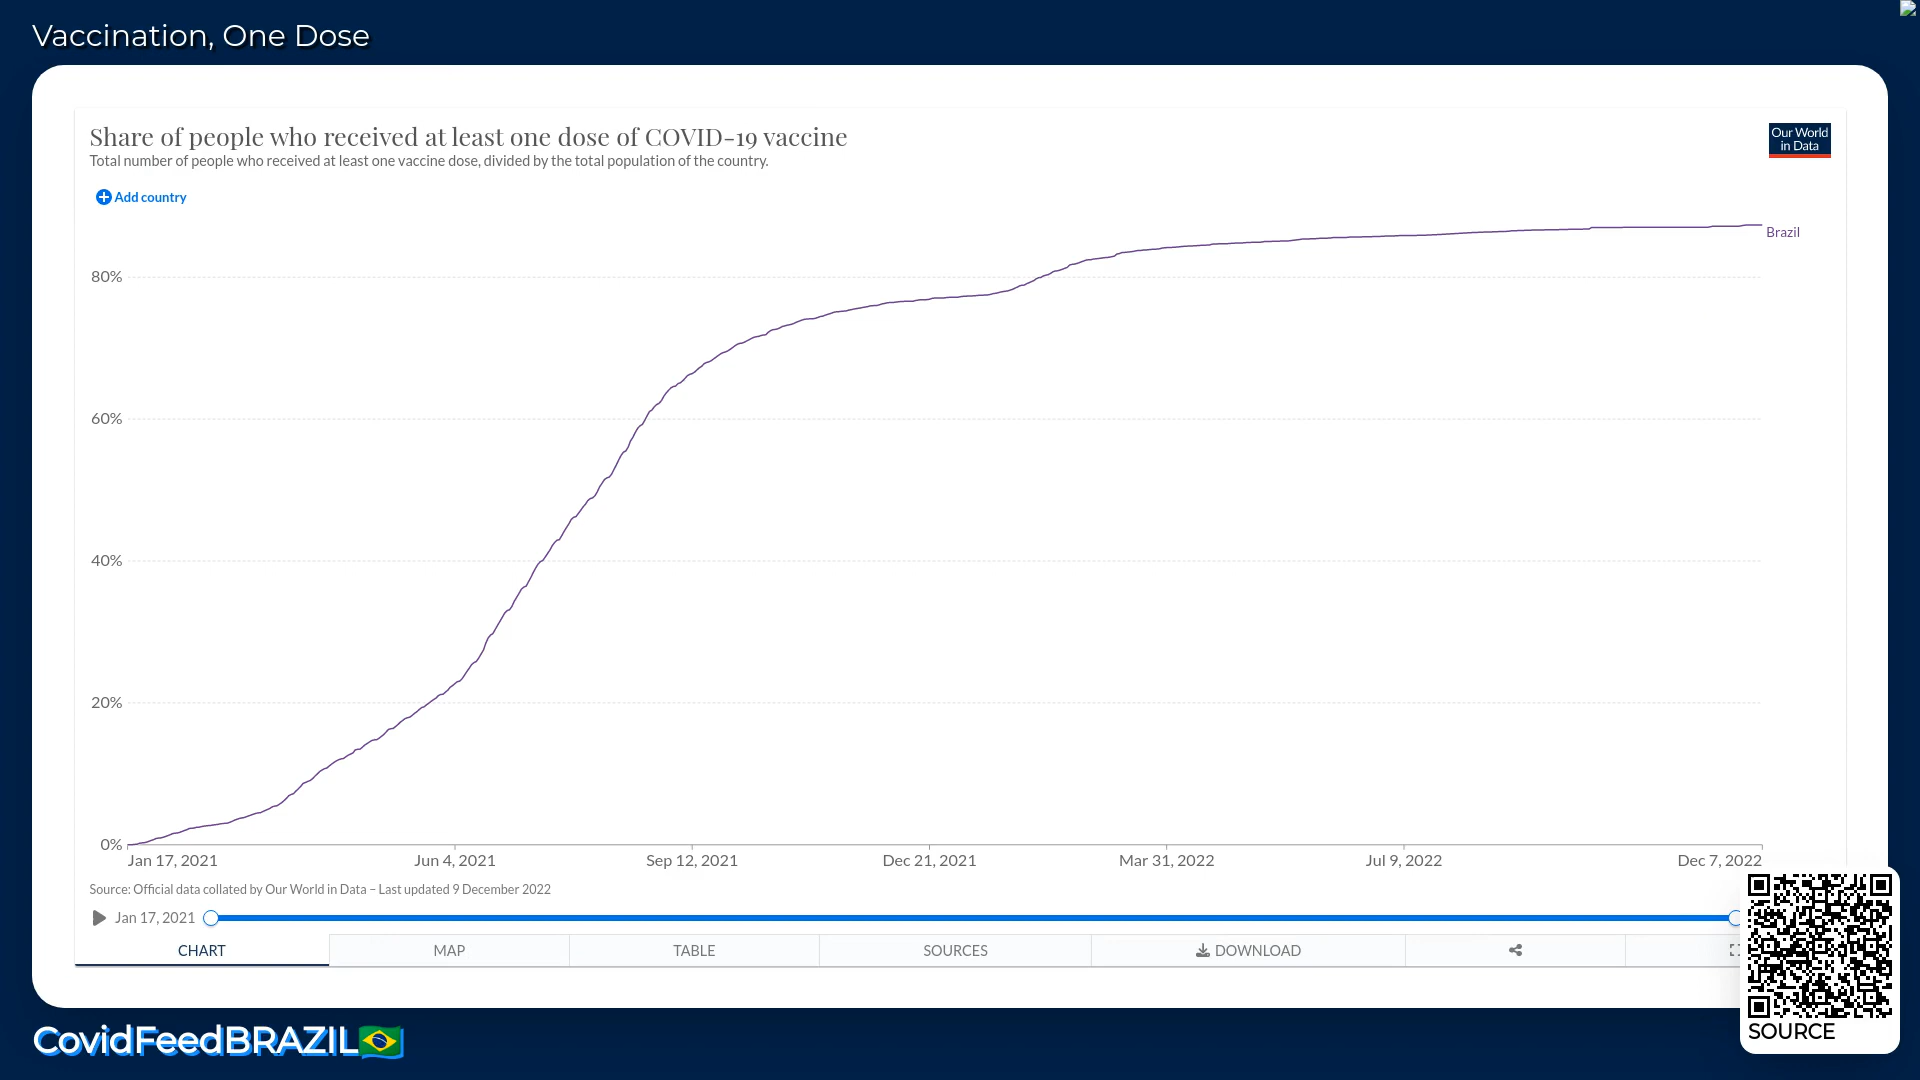 Vaccination, One Dose
Share of people who received at least one dose of COVID-19 vaccine
Total number of people who received at least one vaccine dose, divided by the total population of the country.
Our World
in Data
Add country
Brazil
80%
60%
40%
20%
0%
Jan 17, 2021
Jun 4, 2021
Sep 12, 2021
Dec 21, 2021
Mar 31, 2022
Jul 9, 2022
Dec 7, 2022
Source: Official data collated by Our World in Data – Last updated 9 December 2022
Jan 17, 2021
CHART
MAP
TABLE
SOURCES
DOWNLOAD
SOURCE
CovidFeedBRAZIL